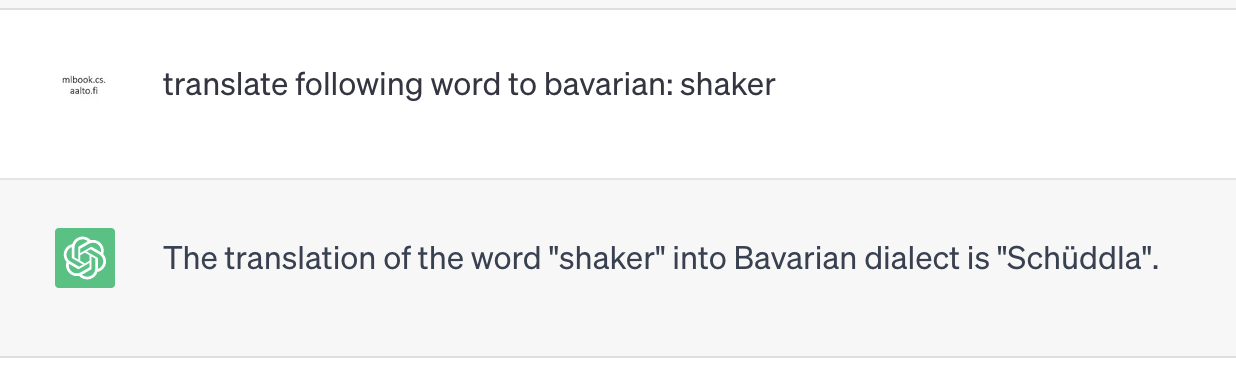 mlbook.cs.
aalto.fi
translate following word to bavarian: shaker
The translation of the word "shaker" into Bavarian dialect is "Schüddla".